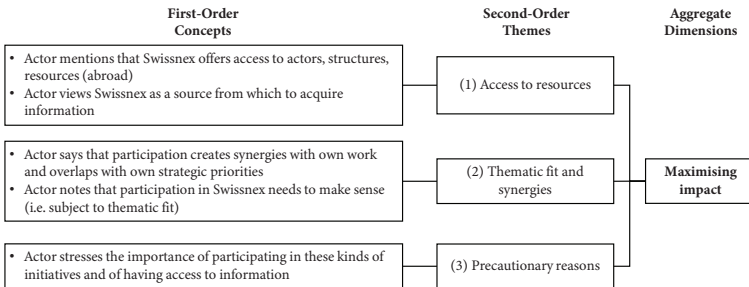 First-Order
Concepts
Second-Order
Themes
Aggregate
Dimensions
• Actor mentions that Swissnex offers access to actors, structures,
resources (abroad)
• Actor views Swissnex as a source from which to acquire
information
(1) Access to resources
• Actor says that participation creates synergies with own work
and overlaps with own strategic priorities
• Actor notes that participation in Swissnex needs to make sense
(i.e. subject to thematic fit)
(2) Thematic fit and
synergies
Maximising
impact
• Actor stresses the importance of participating in these kinds of
initiatives and of having access to information
(3) Precautionary reasons